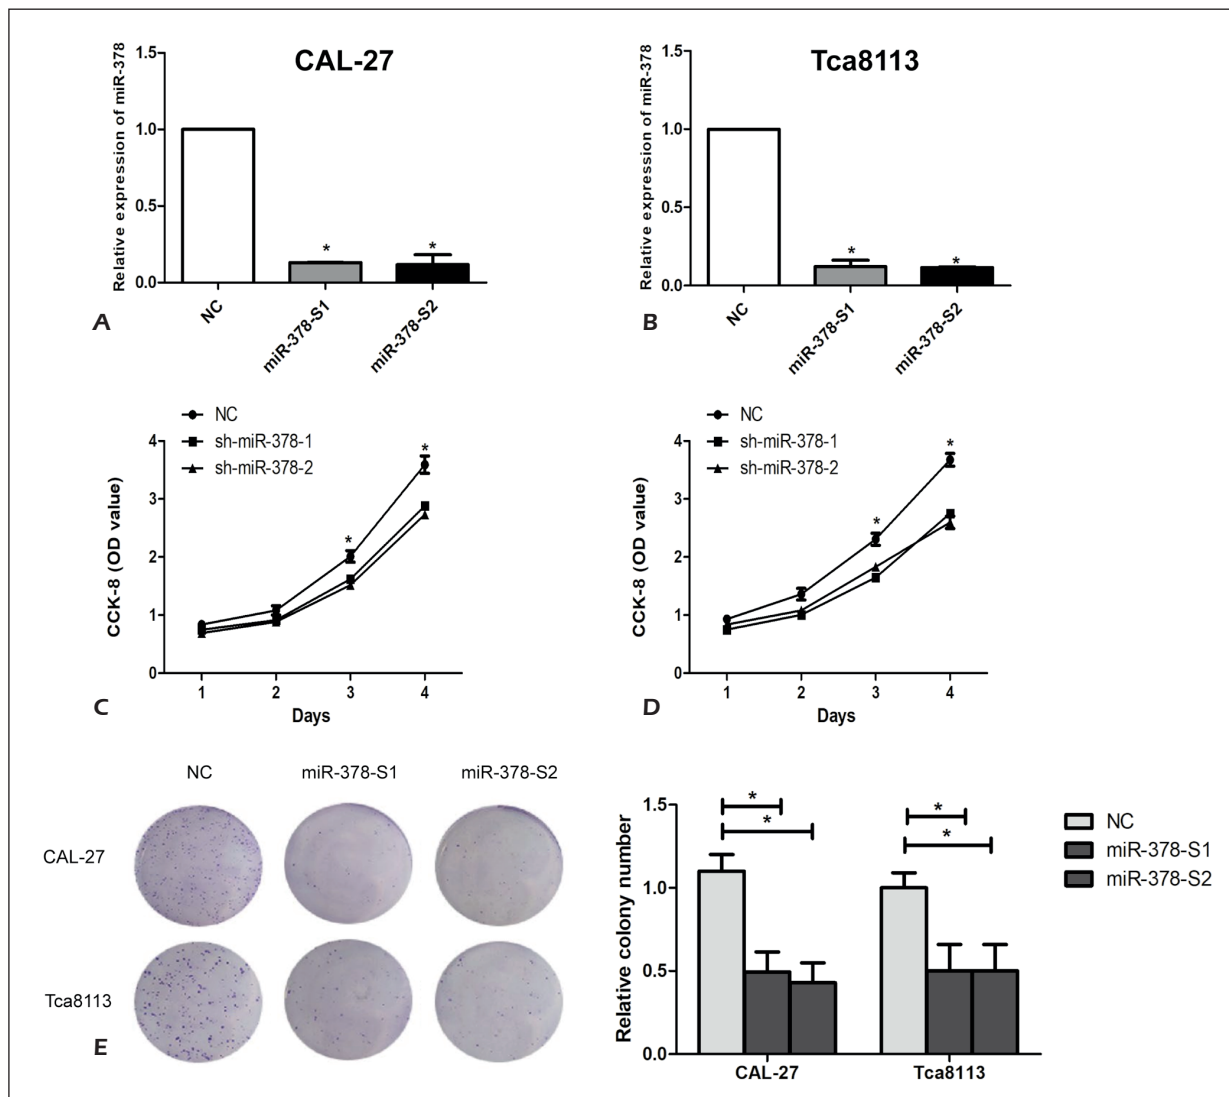 CAL-27
Relative expression of miR-378
1.5
1.0
0.5
0.0
*
*
NC
miR-378-S1
miR-378-S2
A
Tca8113
Relative expression of miR-378
1.5
1.0
0.5
0.0
*
*
NC
miR-378-S1
miR-378-S2
B
NC
sh-miR-378-1
sh-miR-378-2
CCK-8 (OD value)
4
3
2
1
0
*
*
1 2 3 4
Days
C
NC
sh-miR-378-1
sh-miR-378-2
CCK-8 (OD value)
4
3
2
1
0
*
*
1 2 3 4
Days
D
NC miR-378-S1 miR-378-S2
CAL-27
Tca8113
E
Relative colony number
1.5
1.0
0.5
0.0
*
*
*
*
CAL-27 Tca8113
NC
miR-378-S1
miR-378-S2